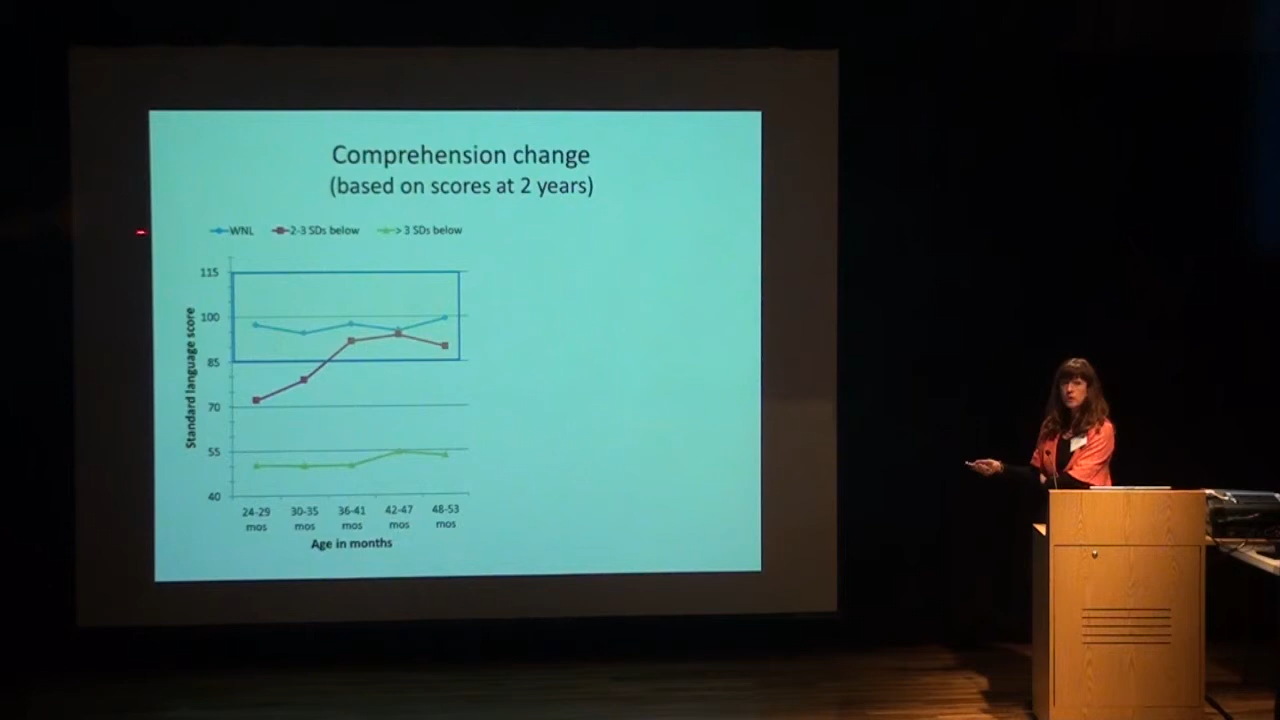 Comprehension change
(based on scores at 2 years)
WNL 2-3 SDs below > 3 SDs below
Standard language score
115
100
85
70
55
40
24-29 mos
30-35 mos
36-41 mos
42-47 mos
48-53 mos
Age in months